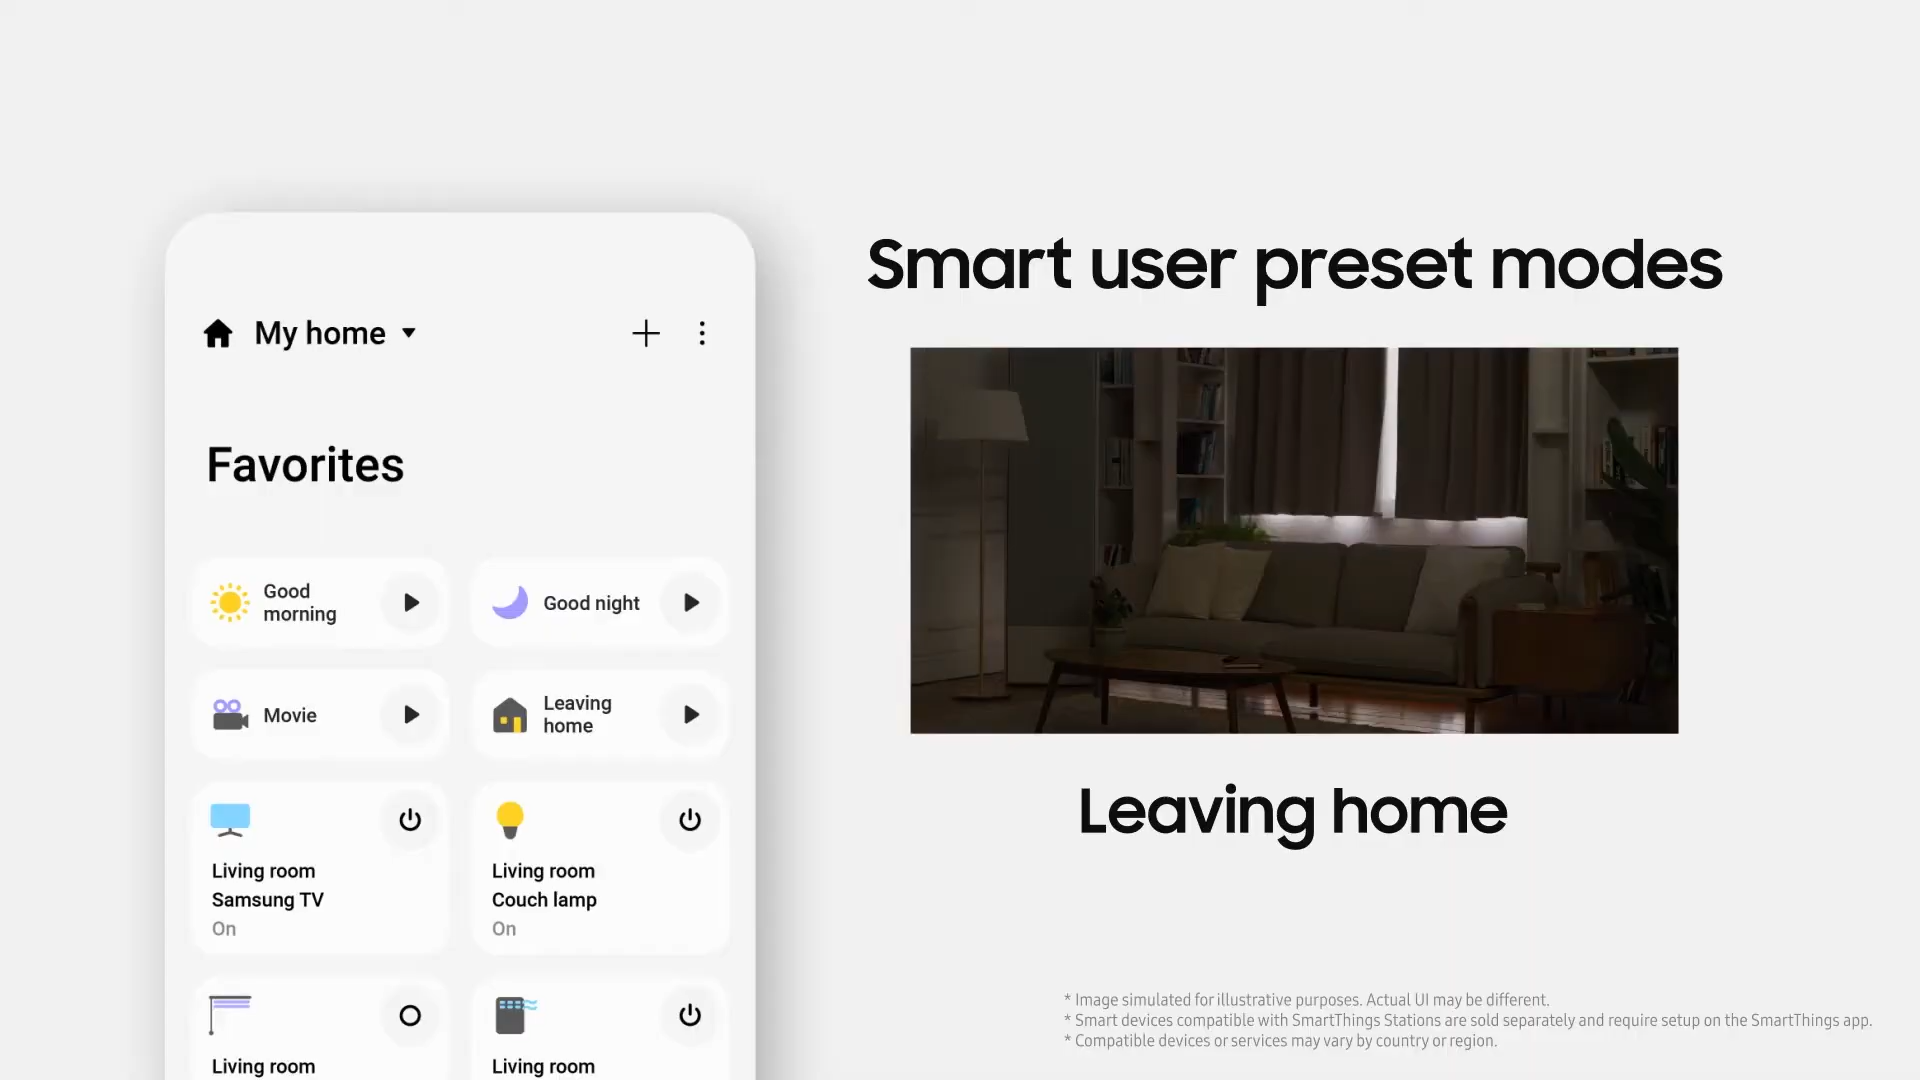 My home
Favorites
Good
morning
Good night
Movie
Leaving
home
Living room
Samsung TV
On
Living room
Couch lamp
On
Living room
Living room
Smart user preset modes
Leaving home
* Image simulated for illustrative purposes. Actual UI may be different.
* Smart devices compatible with SmartThings Stations are sold separately and require setup on the SmartThings app.
* Compatible devices or services may vary by country or region.